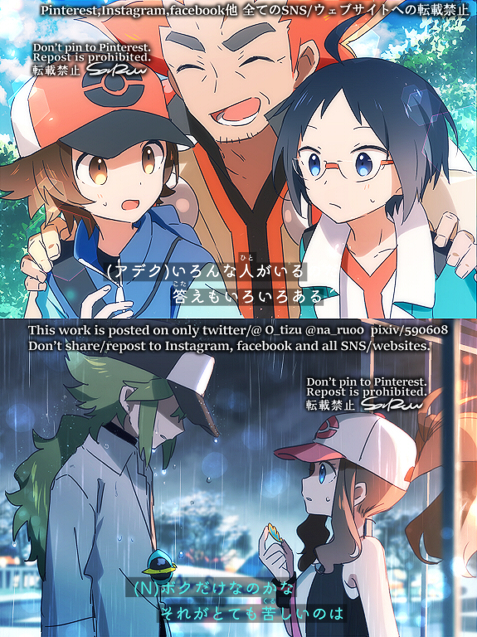 Pinterest,Instagram,facebook他 全てのSNS/ウェブサイトへの転載禁止
Don't pin to Pinterest.
Repost is prohibited.
転載禁止
(アデク)いろんな人がいる
ひと
答えもいろいろある
こた
This work is posted on only twitter/@ O_tizu @na_ruoo pixiv/590608
Don't share/repost to Instagram, facebook and all SNS/websites.
Don't pin to Pinterest.
Repost is prohibited.
転載禁止
(N)ボクだけなのかな
それがとても苦しいのは